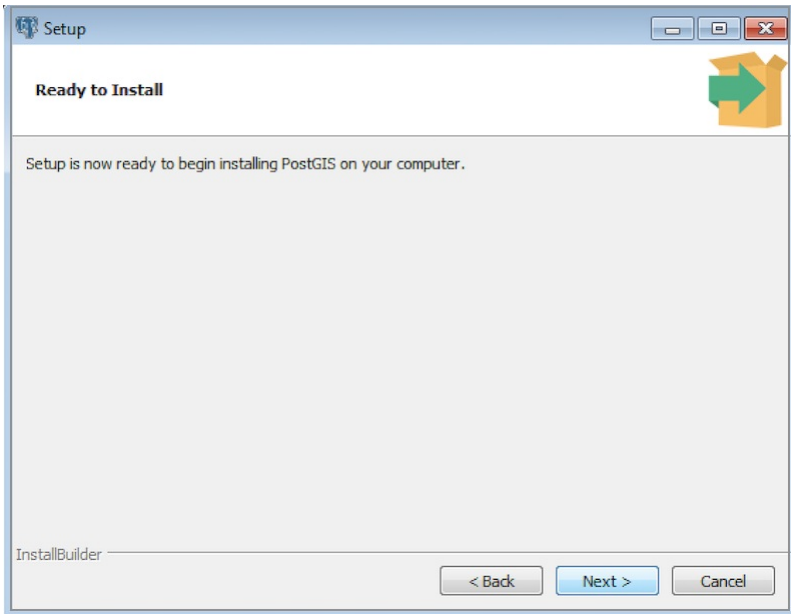 Setup
Ready to Install
Setup is now ready to begin installing PostGIS on your computer.
InstallBuilder
< Back
Next >
Cancel